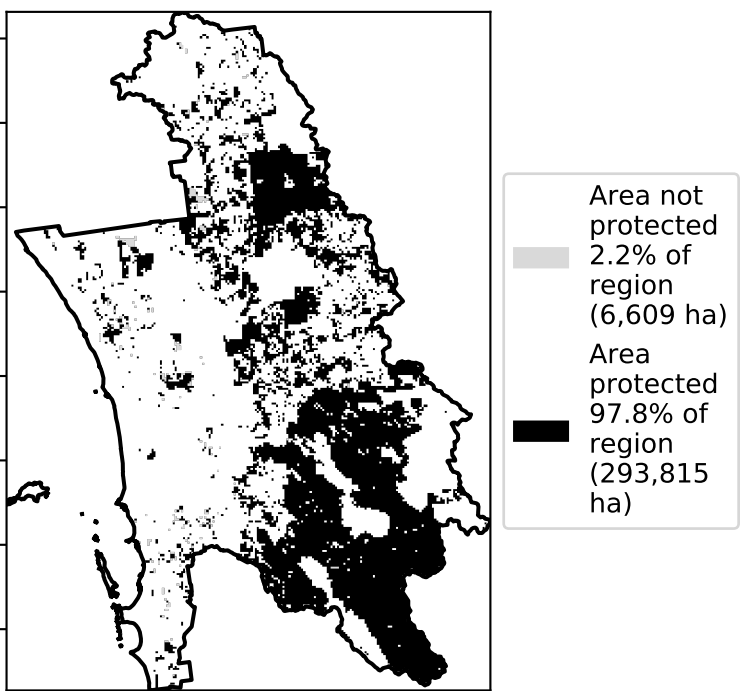 Area not
protected
2.2% of
region
(6,609 ha)
Area
protected
97.8% of
region
(293,815
ha)